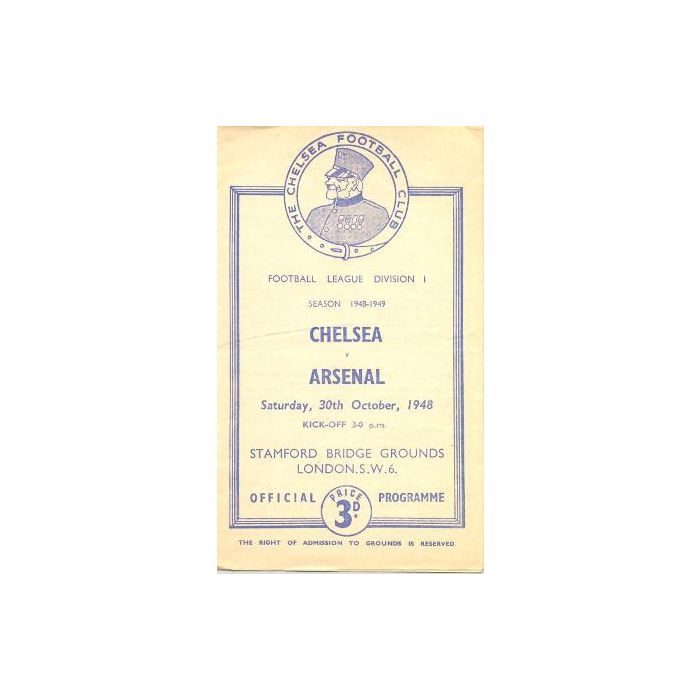 THE CHELSEA FOOTBALL CLUB
FOOTBALL LEAGUE DIVISION I
SEASON 1948-1949
CHELSEA
v
ARSENAL
Saturday, 30th October, 1948
KICK-OFF 3-0 p.m.
STAMFORD BRIDGE GROUNDS
LONDON.S.W.6.
OFFICIAL PRICE 3D. PROGRAMME
THE RIGHT OF ADMISSION TO GROUNDS IS RESERVED